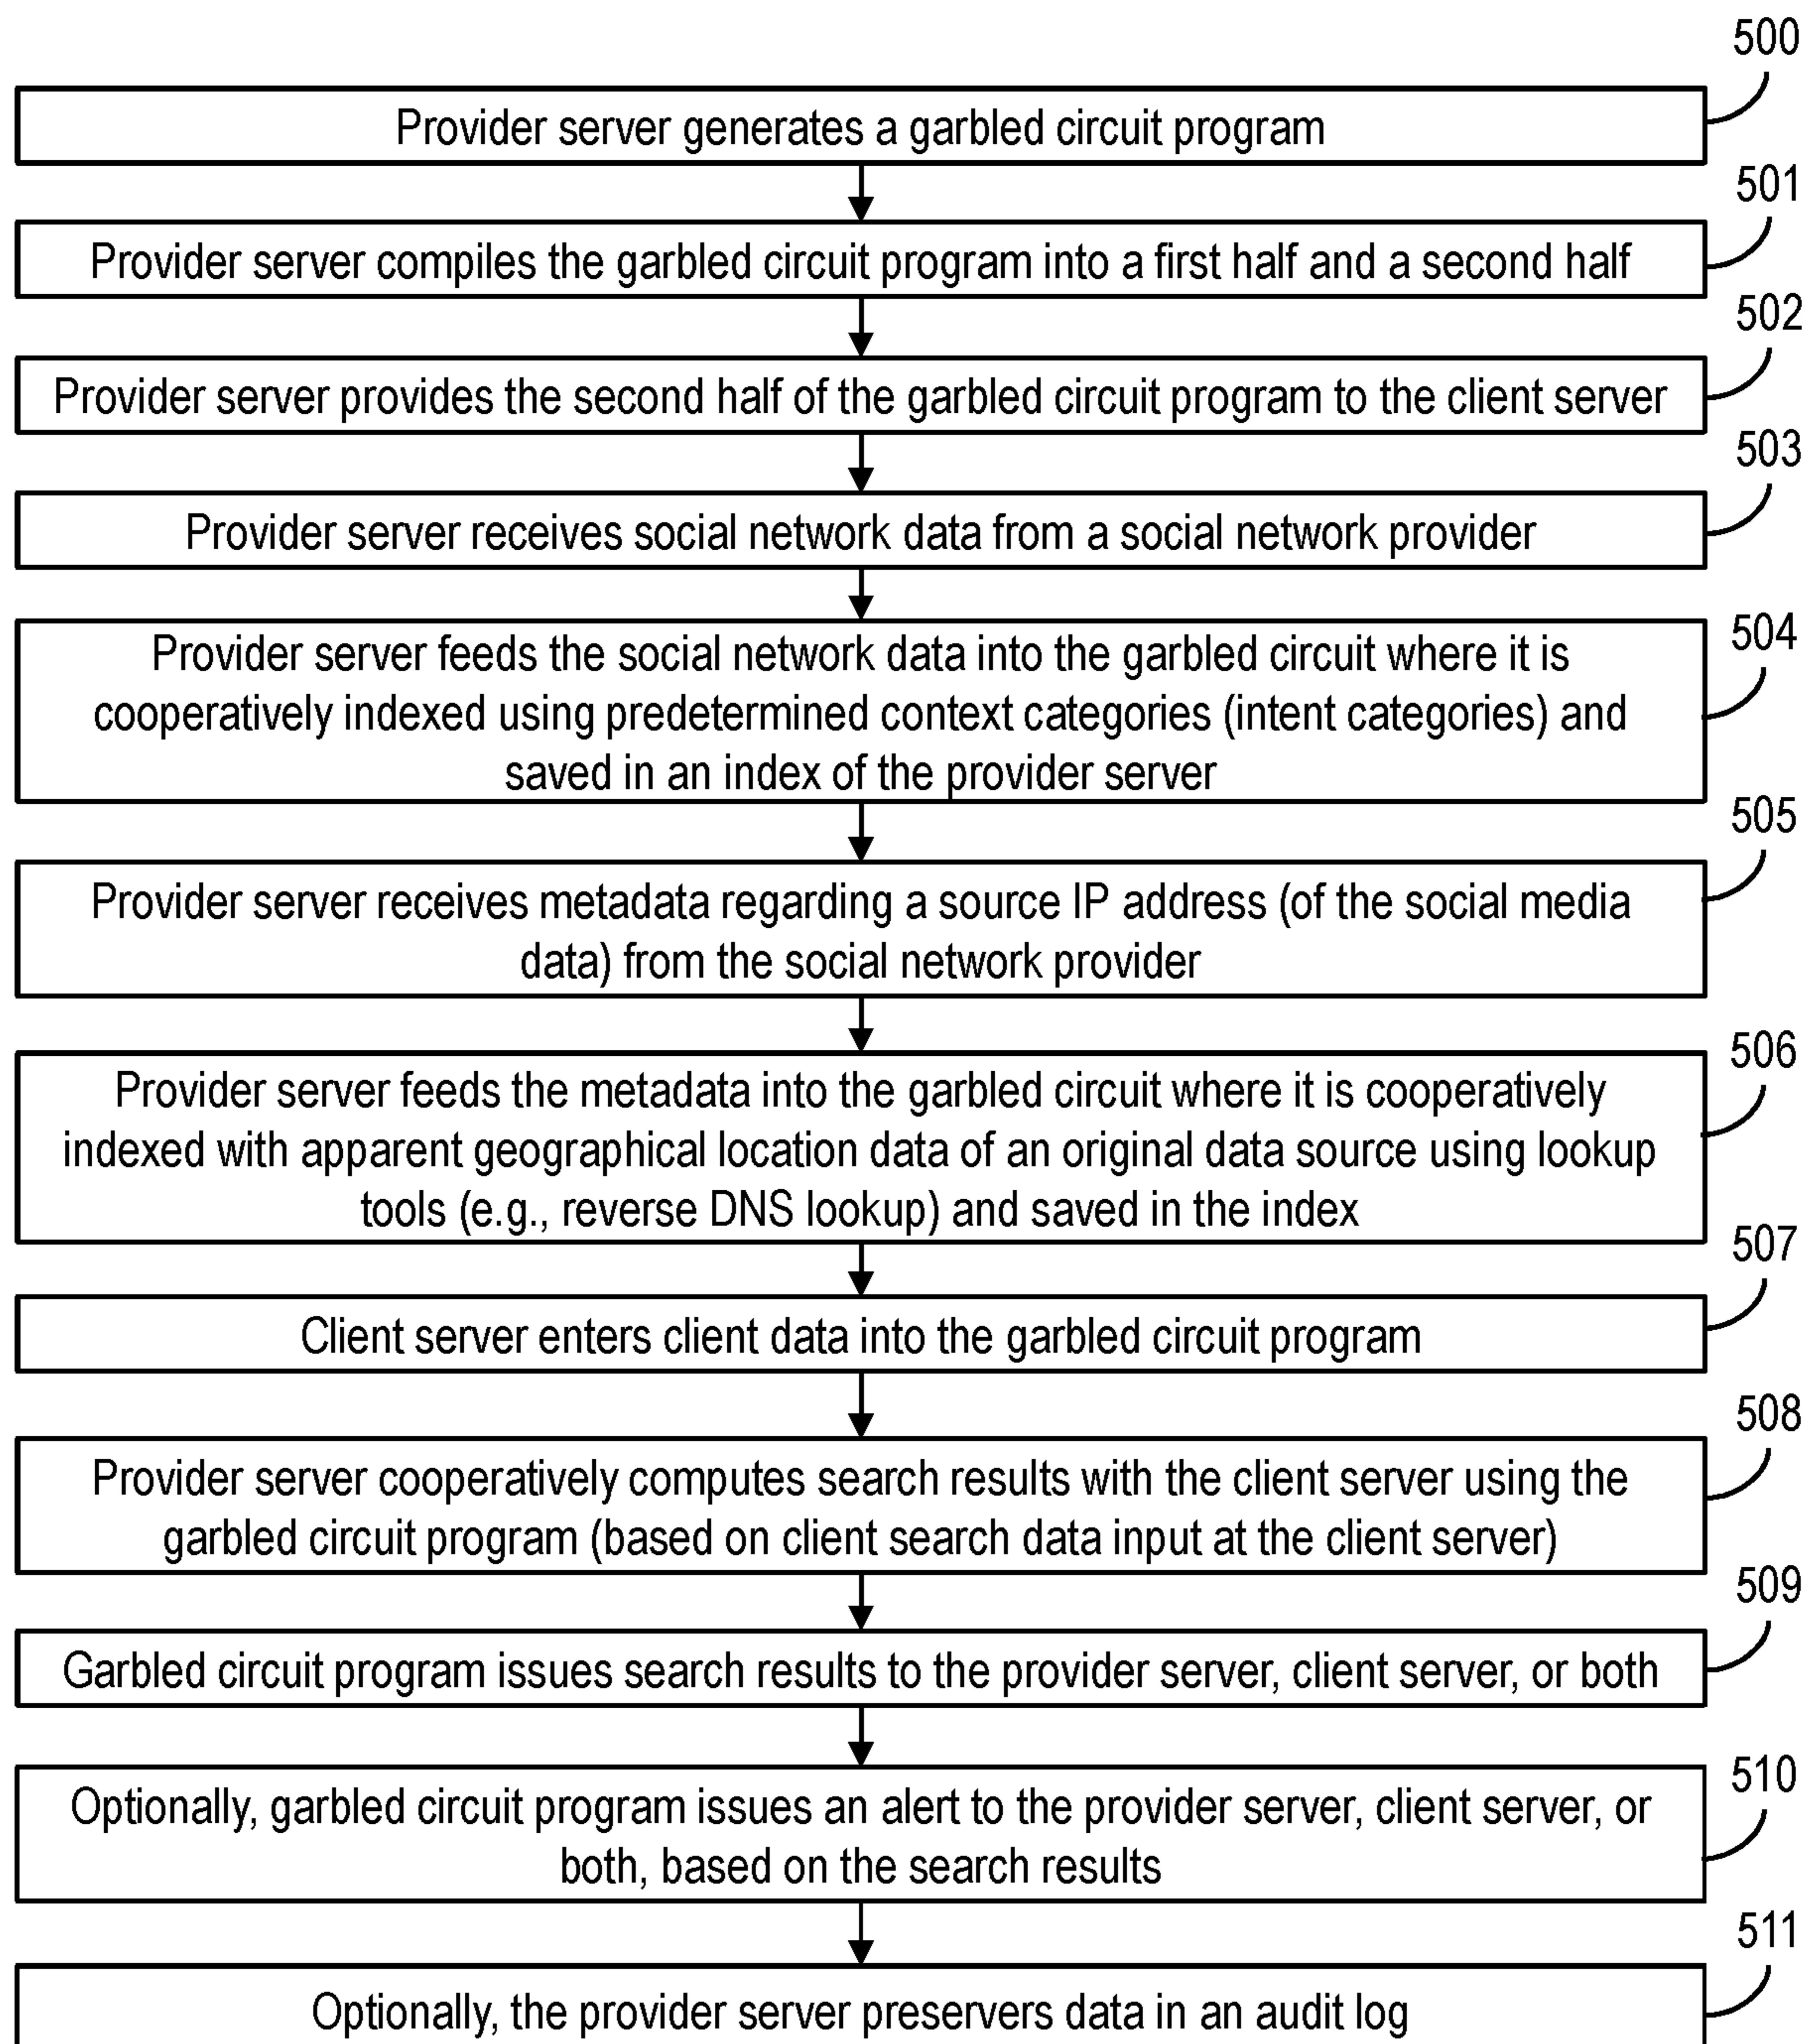 500
Provider server generates a garbled circuit program
501
Provider server compiles the garbled circuit program into a first half and a second half
502
Provider server provides the second half of the garbled circuit program to the client server
503
Provider server receives social network data from a social network provider
504
Provider server feeds the social network data into the garbled circuit where it is
cooperatively indexed using predetermined context categories (intent categories) and
saved in an index of the provider server
505
Provider server receives metadata regarding a source IP address (of the social media
data) from the social network provider
506
Provider server feeds the metadata into the garbled circuit where it is cooperatively
indexed with apparent geographical location data of an original data source using lookup
tools (e.g., reverse DNS lookup) and saved in the index
507
Client server enters client data into the garbled circuit program
508
Provider server cooperatively computes search results with the client server using the
garbled circuit program (based on client search data input at the client server)
509
Garbled circuit program issues search results to the provider server, client server, or both
510
Optionally, garbled circuit program issues an alert to the provider server, client server, or
both, based on the search results
511
Optionally, the provider server preservers data in an audit log